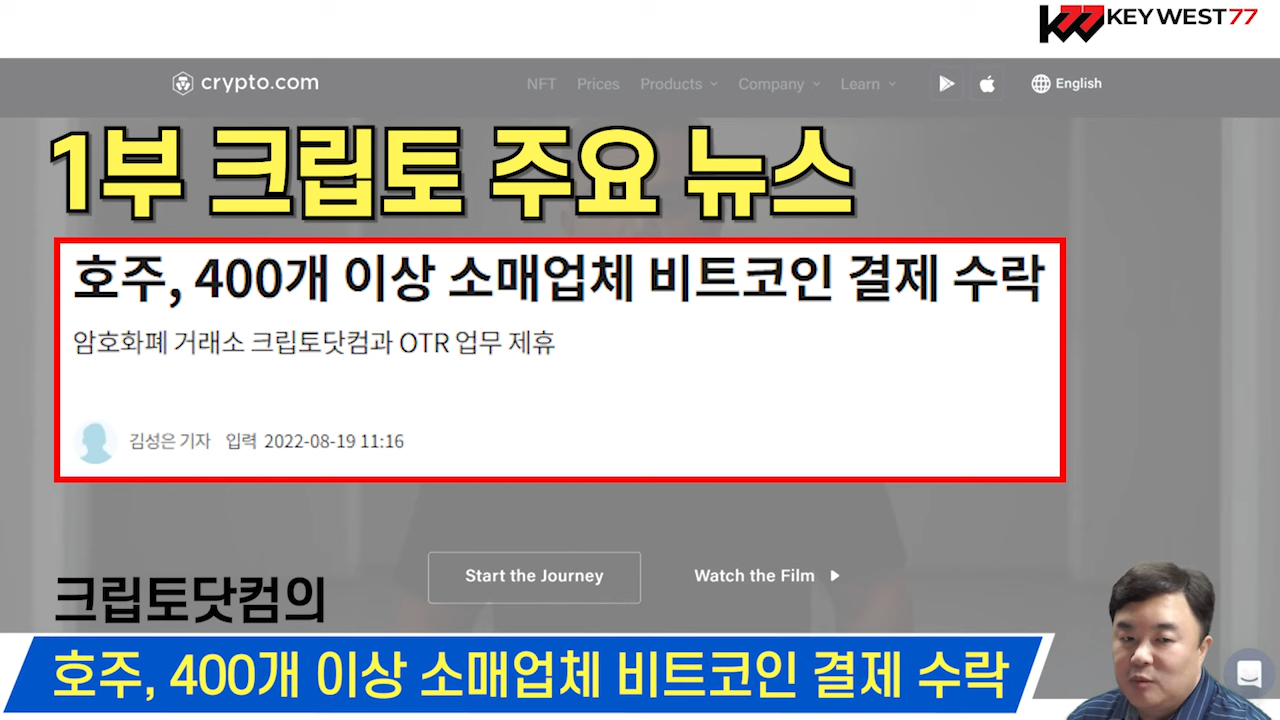 KEYWEST77
crypto.com NFT Prices Products Company Learn English
1부 크립토 주요 뉴스
호주, 400개 이상 소매업체 비트코인 결제 수락
암호화폐 거래소 크립토닷컴과 OTR 업무 제휴
김성은 기자 입력 2022-08-19 11:16
Start the Journey Watch the Film
크립토닷컴의
호주, 400개 이상 소매업체 비트코인 결제 수락